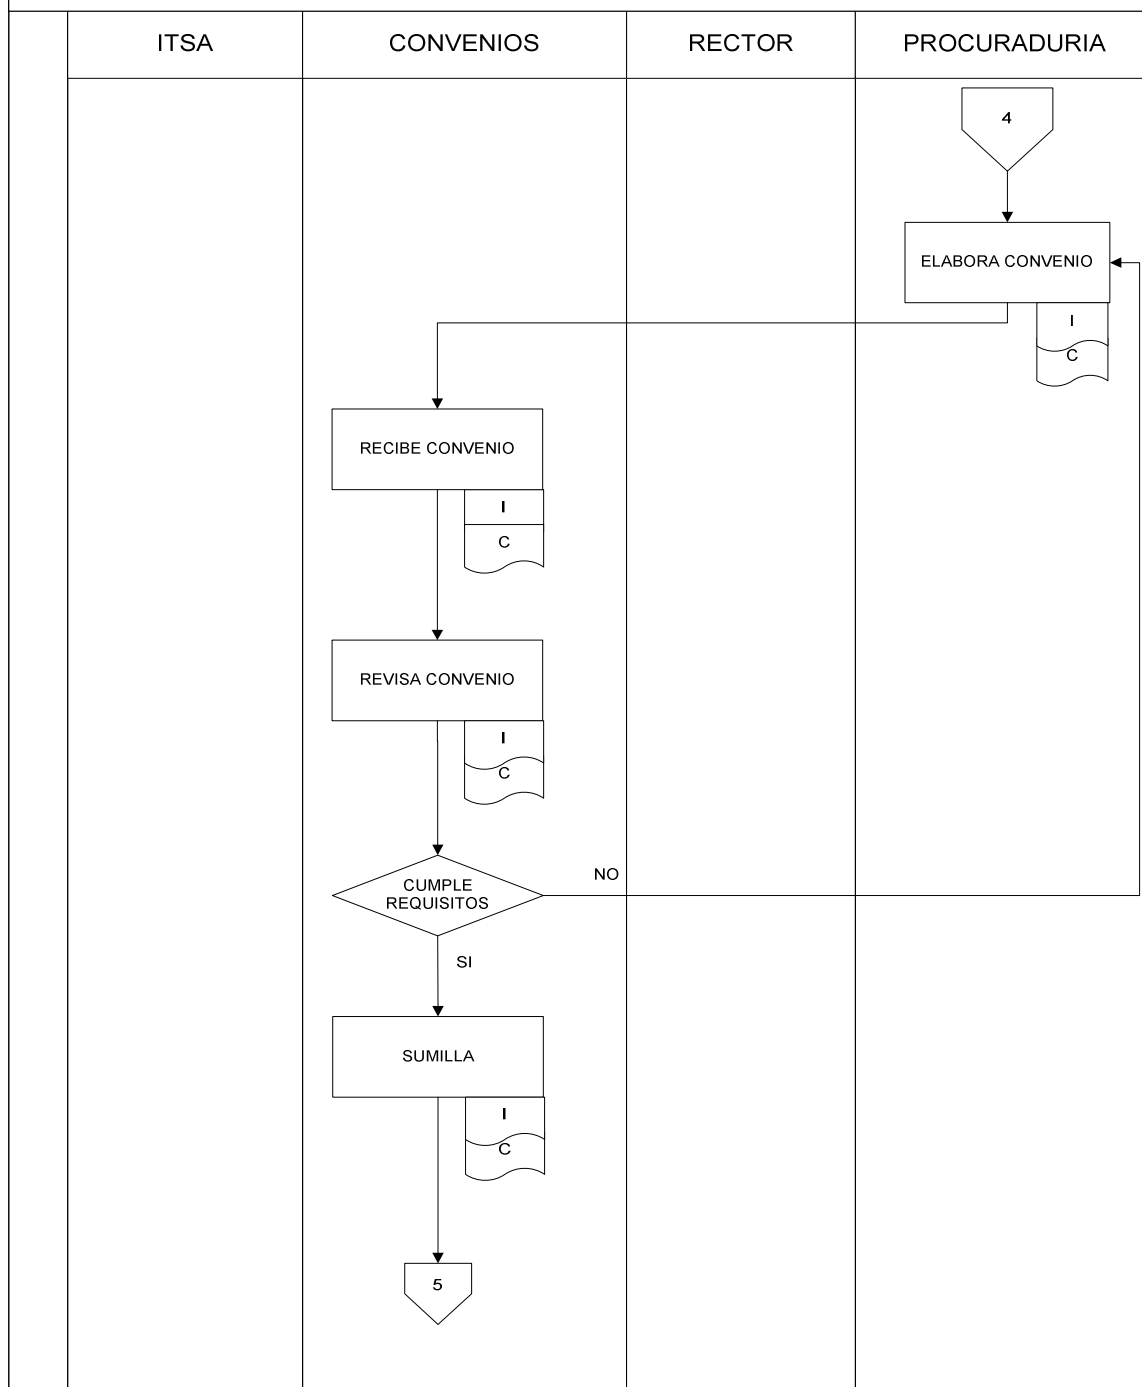 ITSA
CONVENIOS
RECTOR
PROCURADURIA
4
ELABORA CONVENIO
I
C
RECIBE CONVENIO
I
C
REVISA CONVENIO
I
C
CUMPLE
REQUISITOS
NO
SI
SUMILLA
I
C
5